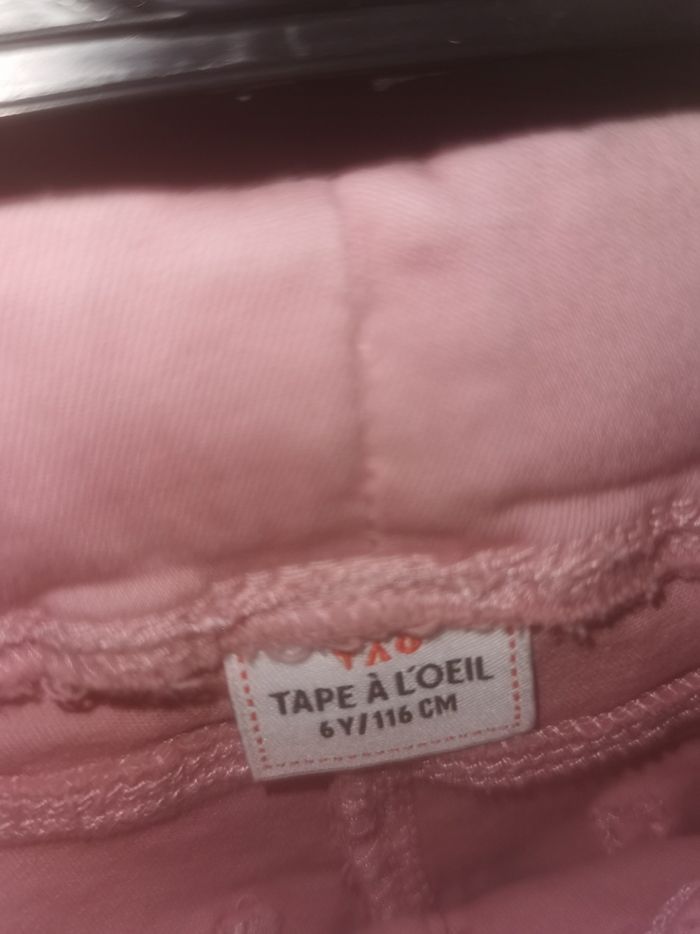 TAPE À L'OEIL
6Y/116 CM